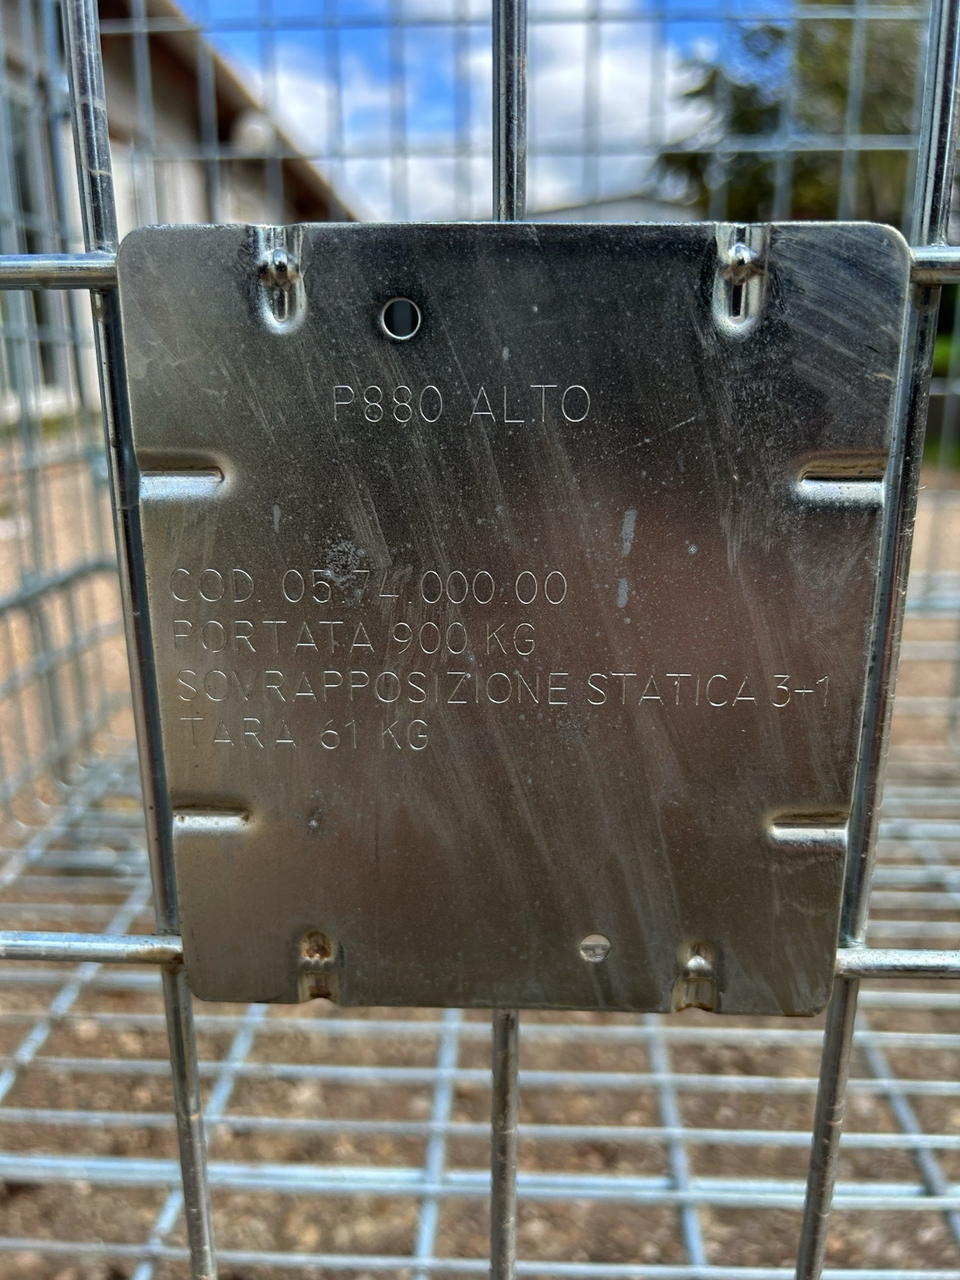 P880 ALTO
COD. 05.74.000.00
PORTATA 900 KG
SOVRAPPOSIZIONE STATICA 3+1
TARA 61 KG